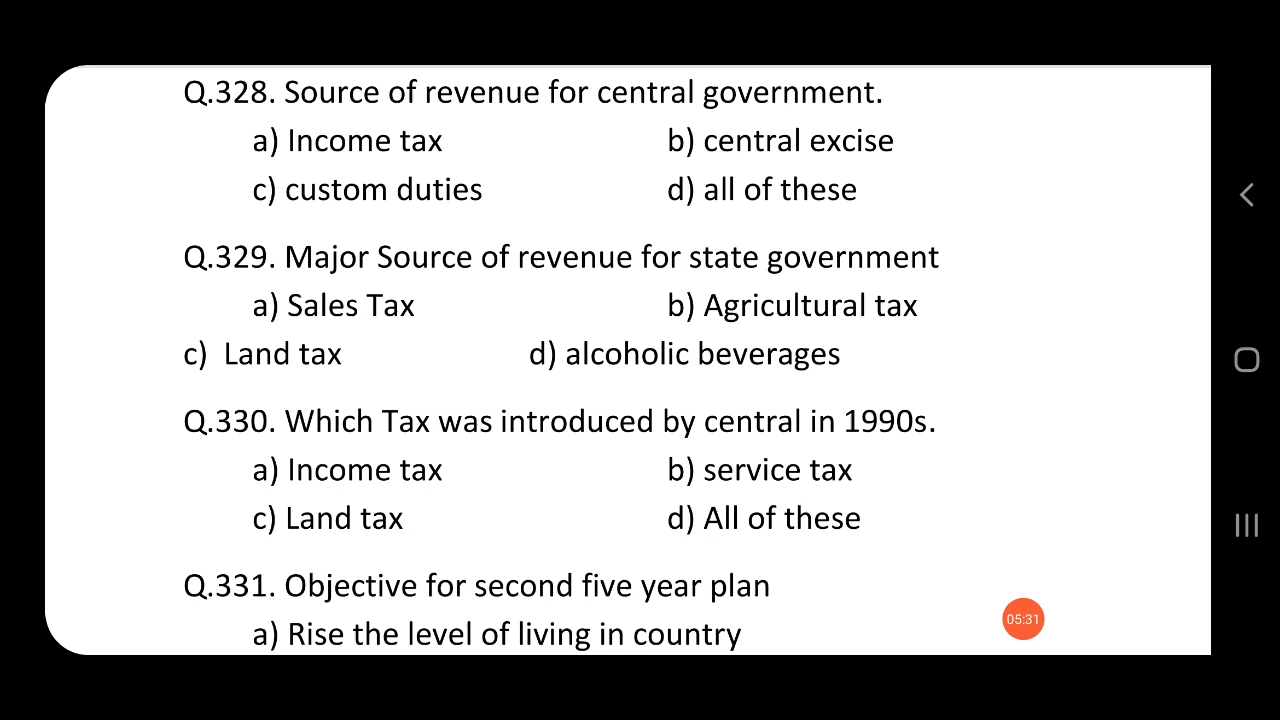 Q.328. Source of revenue for central government.
a) Income tax b) central excise
c) custom duties d) all of these
Q.329. Major Source of revenue for state government
a) Sales Tax b) Agricultural tax
c) Land tax d) alcoholic beverages
Q.330. Which Tax was introduced by central in 1990s.
a) Income tax b) service tax
c) Land tax d) All of these
Q.331. Objective for second five year plan
a) Rise the level of living in country
05:31